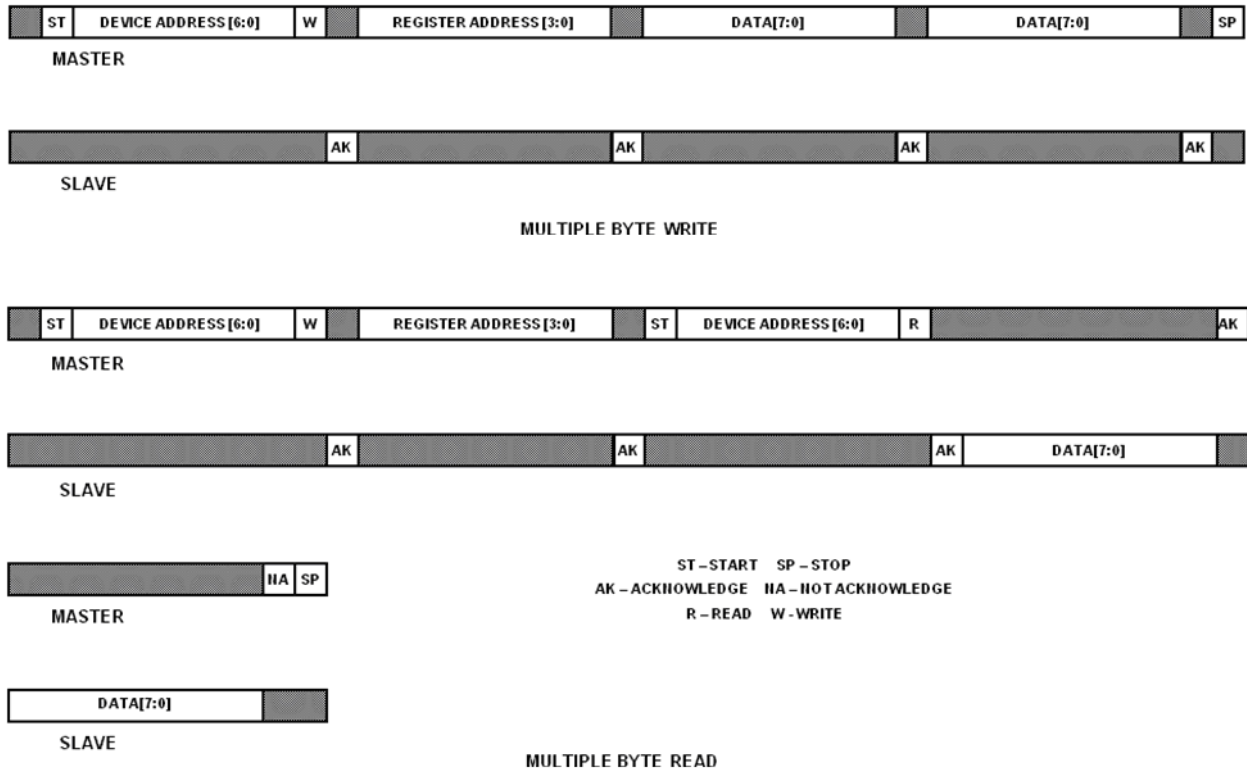 ST DEVICE ADDRESS [6:0] W REGISTER ADDRESS [3:0] DATA[7:0] DATA[7:0] SP
MASTER
AK AK AK AK
SLAVE
MULTIPLE BYTE WRITE
ST DEVICE ADDRESS [6:0] W REGISTER ADDRESS [3:0] ST DEVICE ADDRESS [6:0] R AK
MASTER
AK AK AK DATA[7:0]
SLAVE
NA SP
MASTER
ST – START SP – STOP
AK – ACKNOWLEDGE NA – NOT ACKNOWLEDGE
R – READ W - WRITE
DATA[7:0]
SLAVE
MULTIPLE BYTE READ